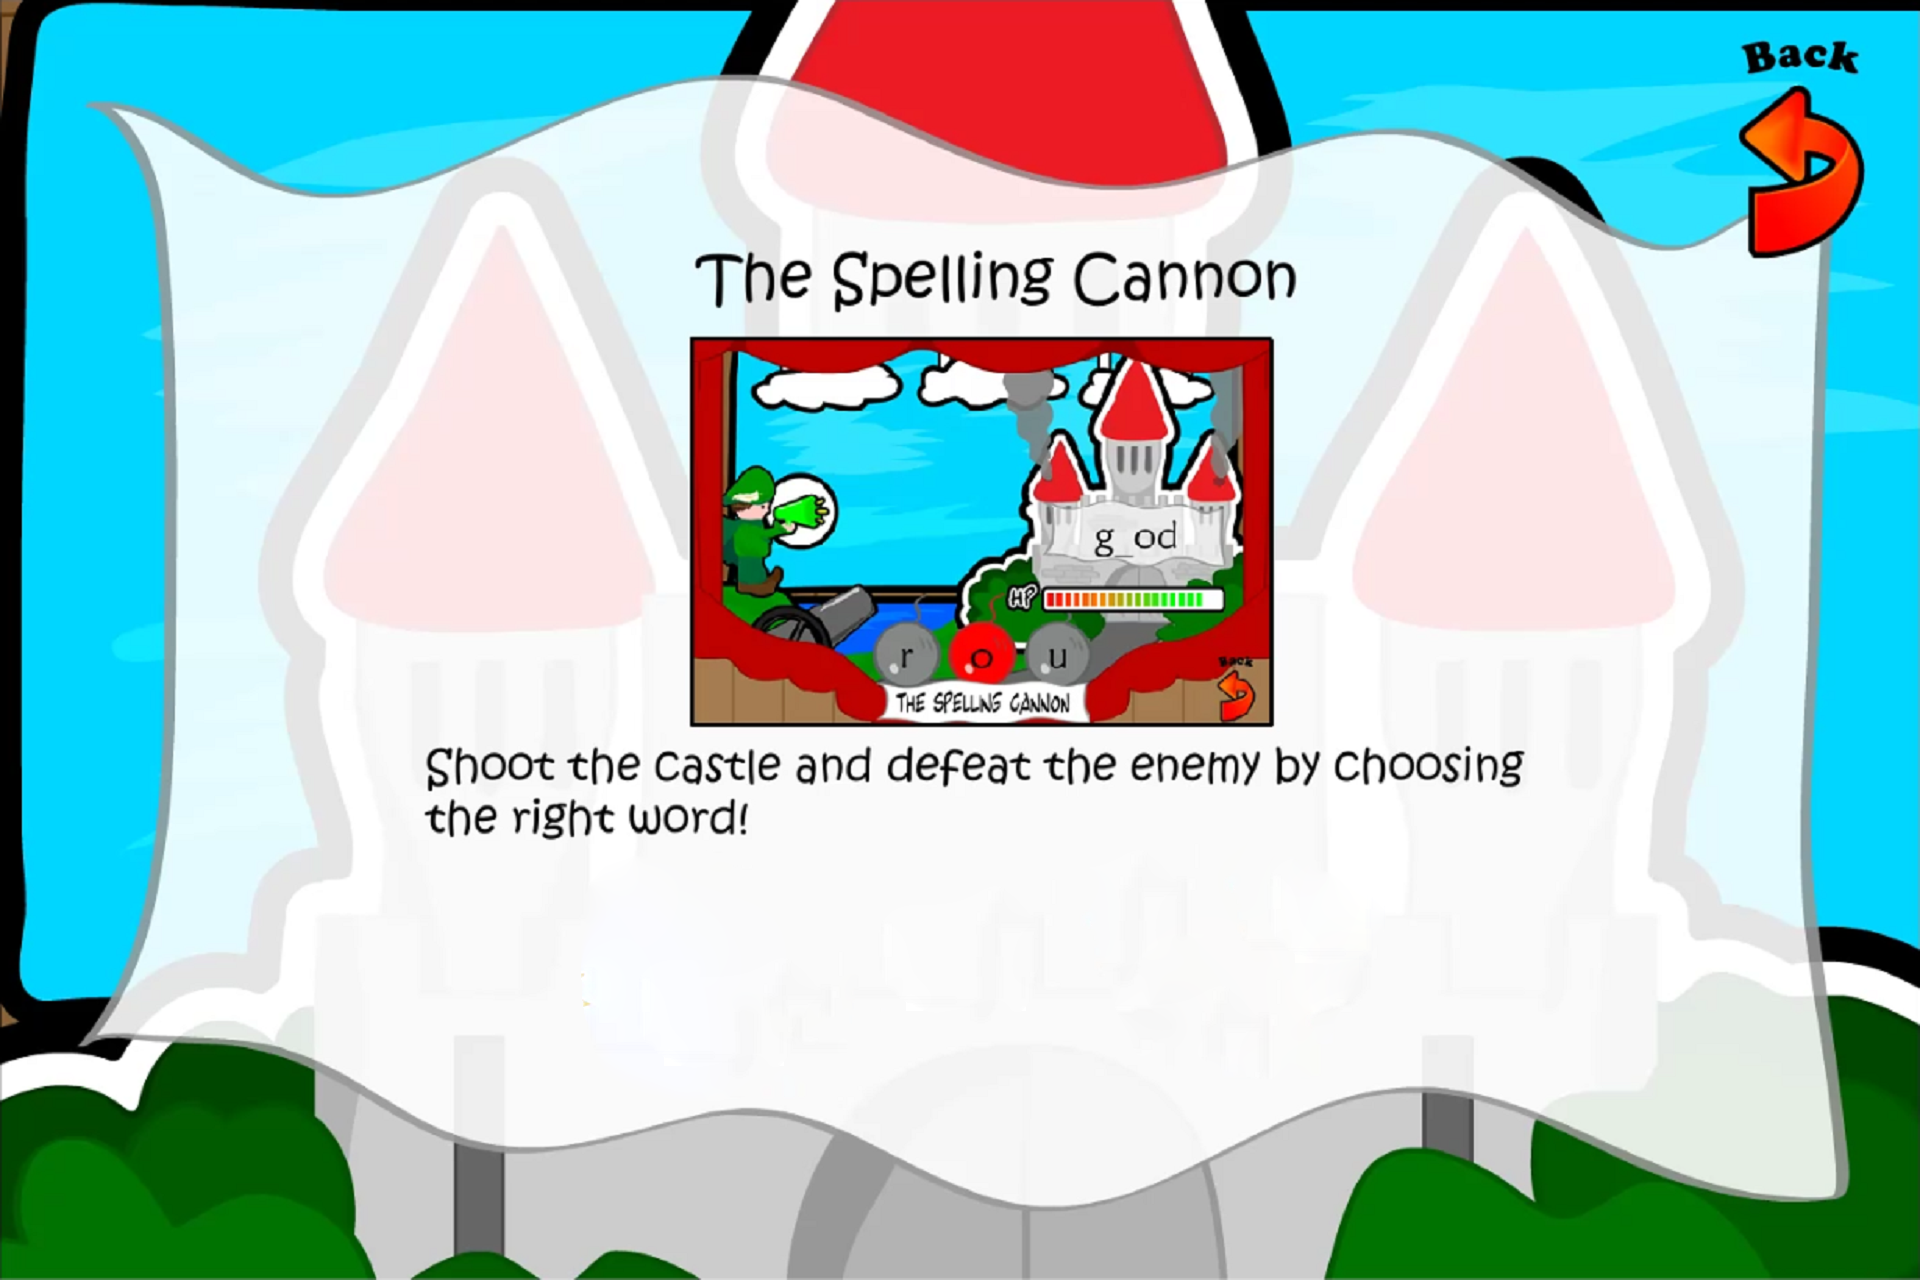 Back
The Spelling Cannon
g_od
HP
r o u
Back
THE SPELLING CANNON
Shoot the castle and defeat the enemy by choosing
the right word!